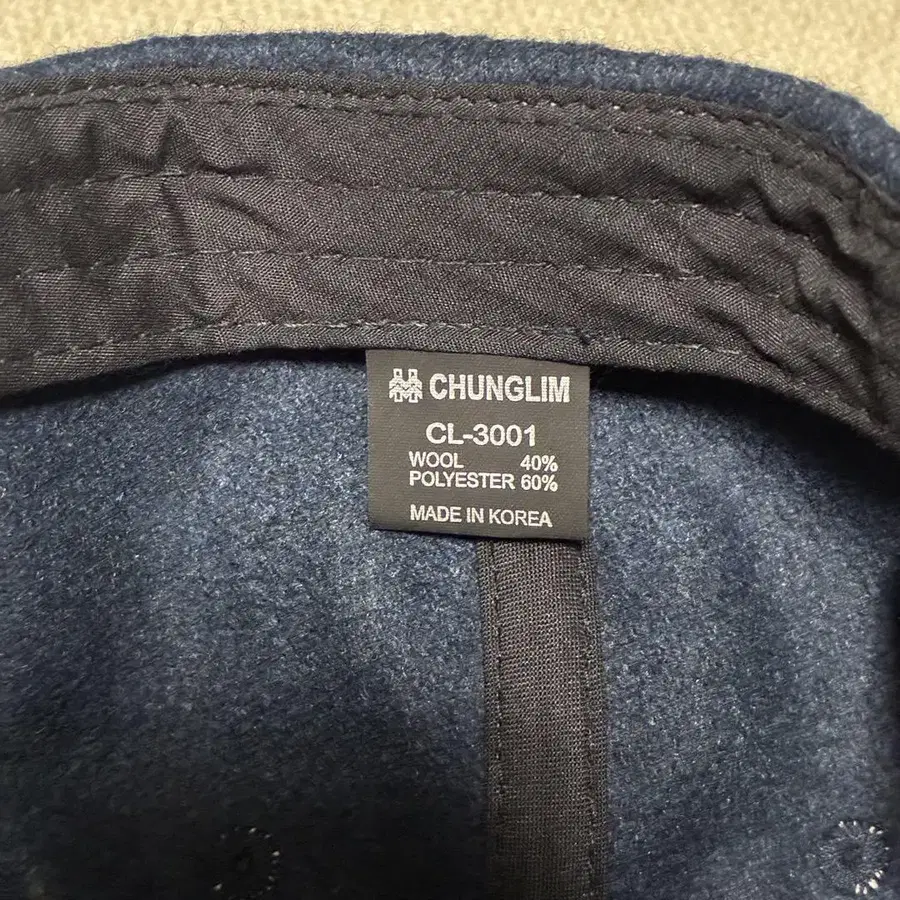 CHUNGLIM
CL-3001
WOOL 40%
POLYESTER 60%
MADE IN KOREA